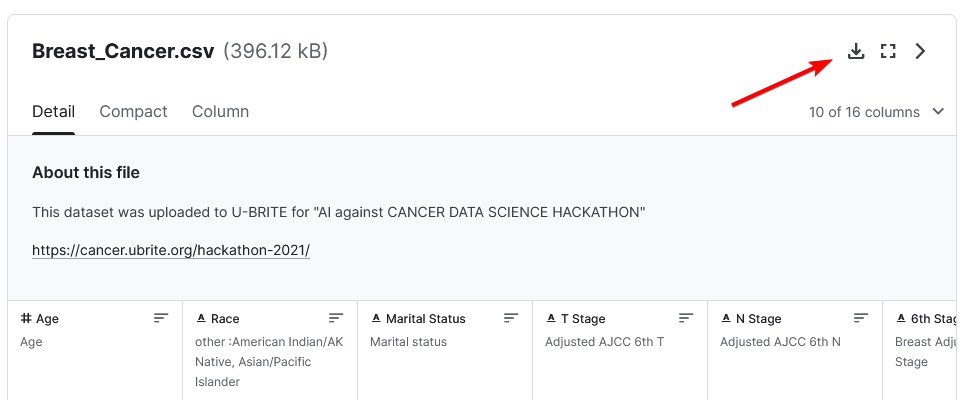 Breast_Cancer.csv (396.12 kB)
Detail Compact Column
10 of 16 columns
About this file
This dataset was uploaded to U-BRITE for "AI against CANCER DATA SCIENCE HACKATHON"
https://cancer.ubrite.org/hackathon-2021/
# Age
Age
A Race
other :American Indian/AK
Native, Asian/Pacific
Islander
A Marital Status
Marital status
A T Stage
Adjusted AJCC 6th T
A N Stage
Adjusted AJCC 6th N
A 6th Stag
Breast Adju
Stage